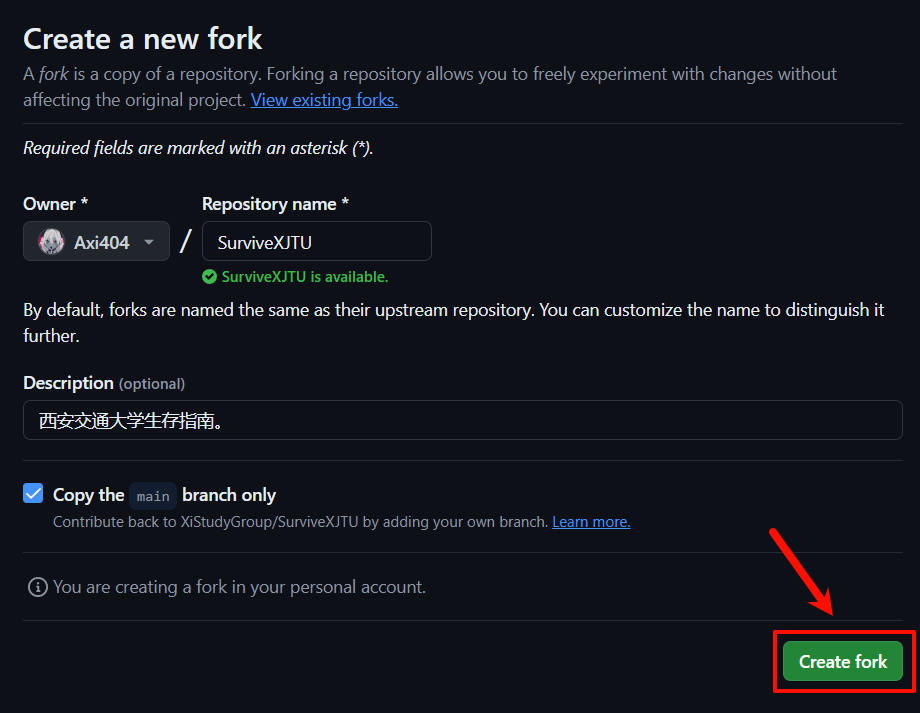 Create a new fork
A fork is a copy of a repository. Forking a repository allows you to freely experiment with changes without
affecting the original project. View existing forks.
Required fields are marked with an asterisk (*).
Owner * Repository name *
Axi404 / SurviveXJTU
SurviveXJTU is available.
By default, forks are named the same as their upstream repository. You can customize the name to distinguish it
further.
Description (optional)
西安交通大学生存指南。
Copy the main branch only
Contribute back to XiStudyGroup/SurviveXJTU by adding your own branch. Learn more.
You are creating a fork in your personal account.
Create fork